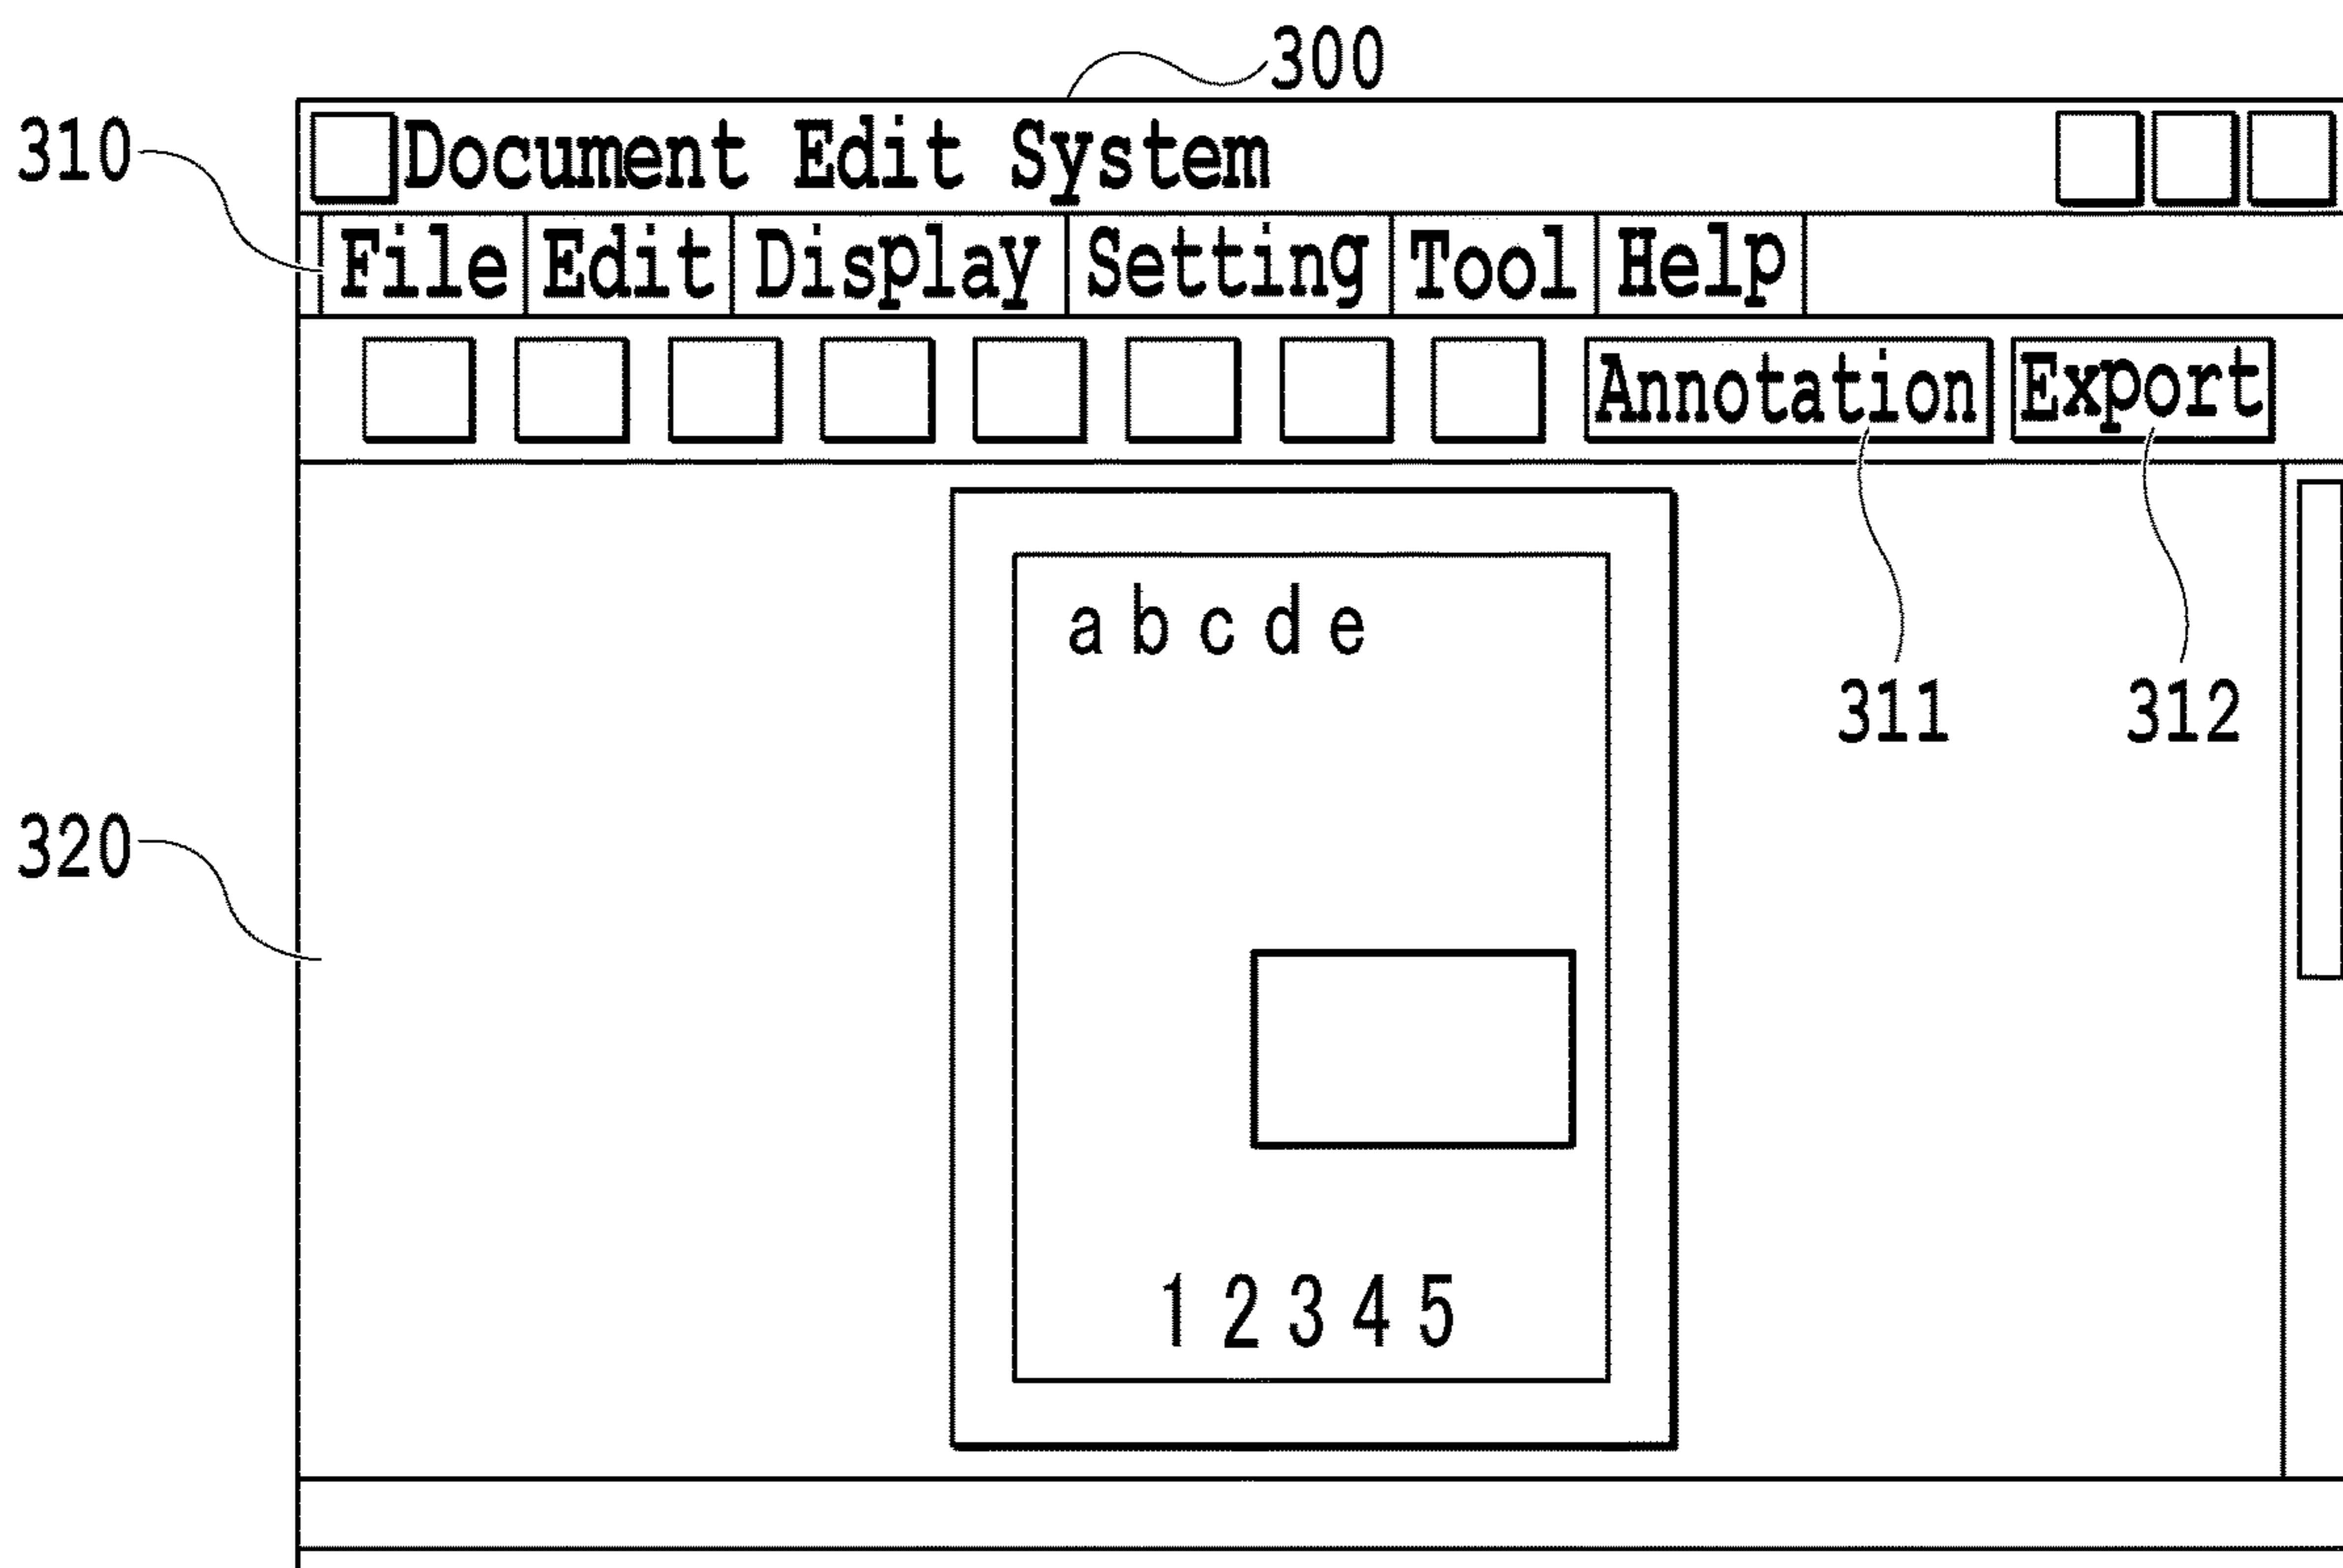 300
310
Document Edit System
File Edit Display Setting Tool Help
Annotation Export
a b c d e
311 312
320
1 2 3 4 5